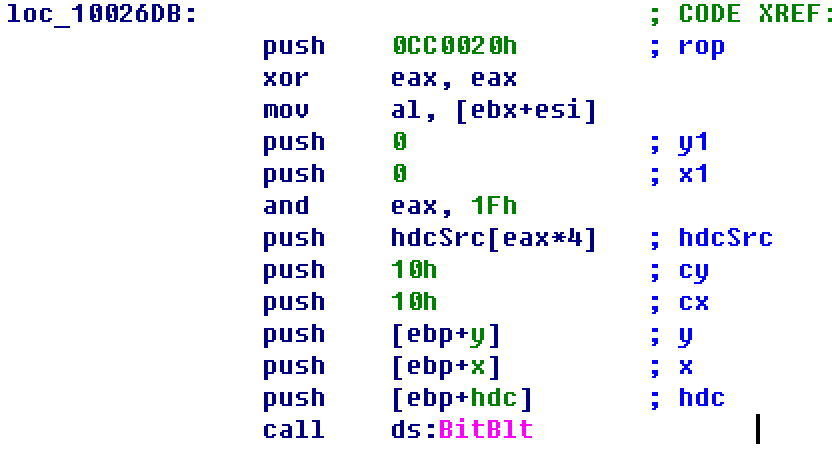 loc_10026DB: ; CODE XREF:
push 0CC0020h ; rop
xor eax, eax
mov al, [ebx+esi]
push 0 ; y1
push 0 ; x1
and eax, 1Fh
push hdcSrc[eax*4] ; hdcSrc
push 10h ; cy
push 10h ; cx
push [ebp+y] ; y
push [ebp+x] ; x
push [ebp+hdc] ; hdc
call ds:BitBlt